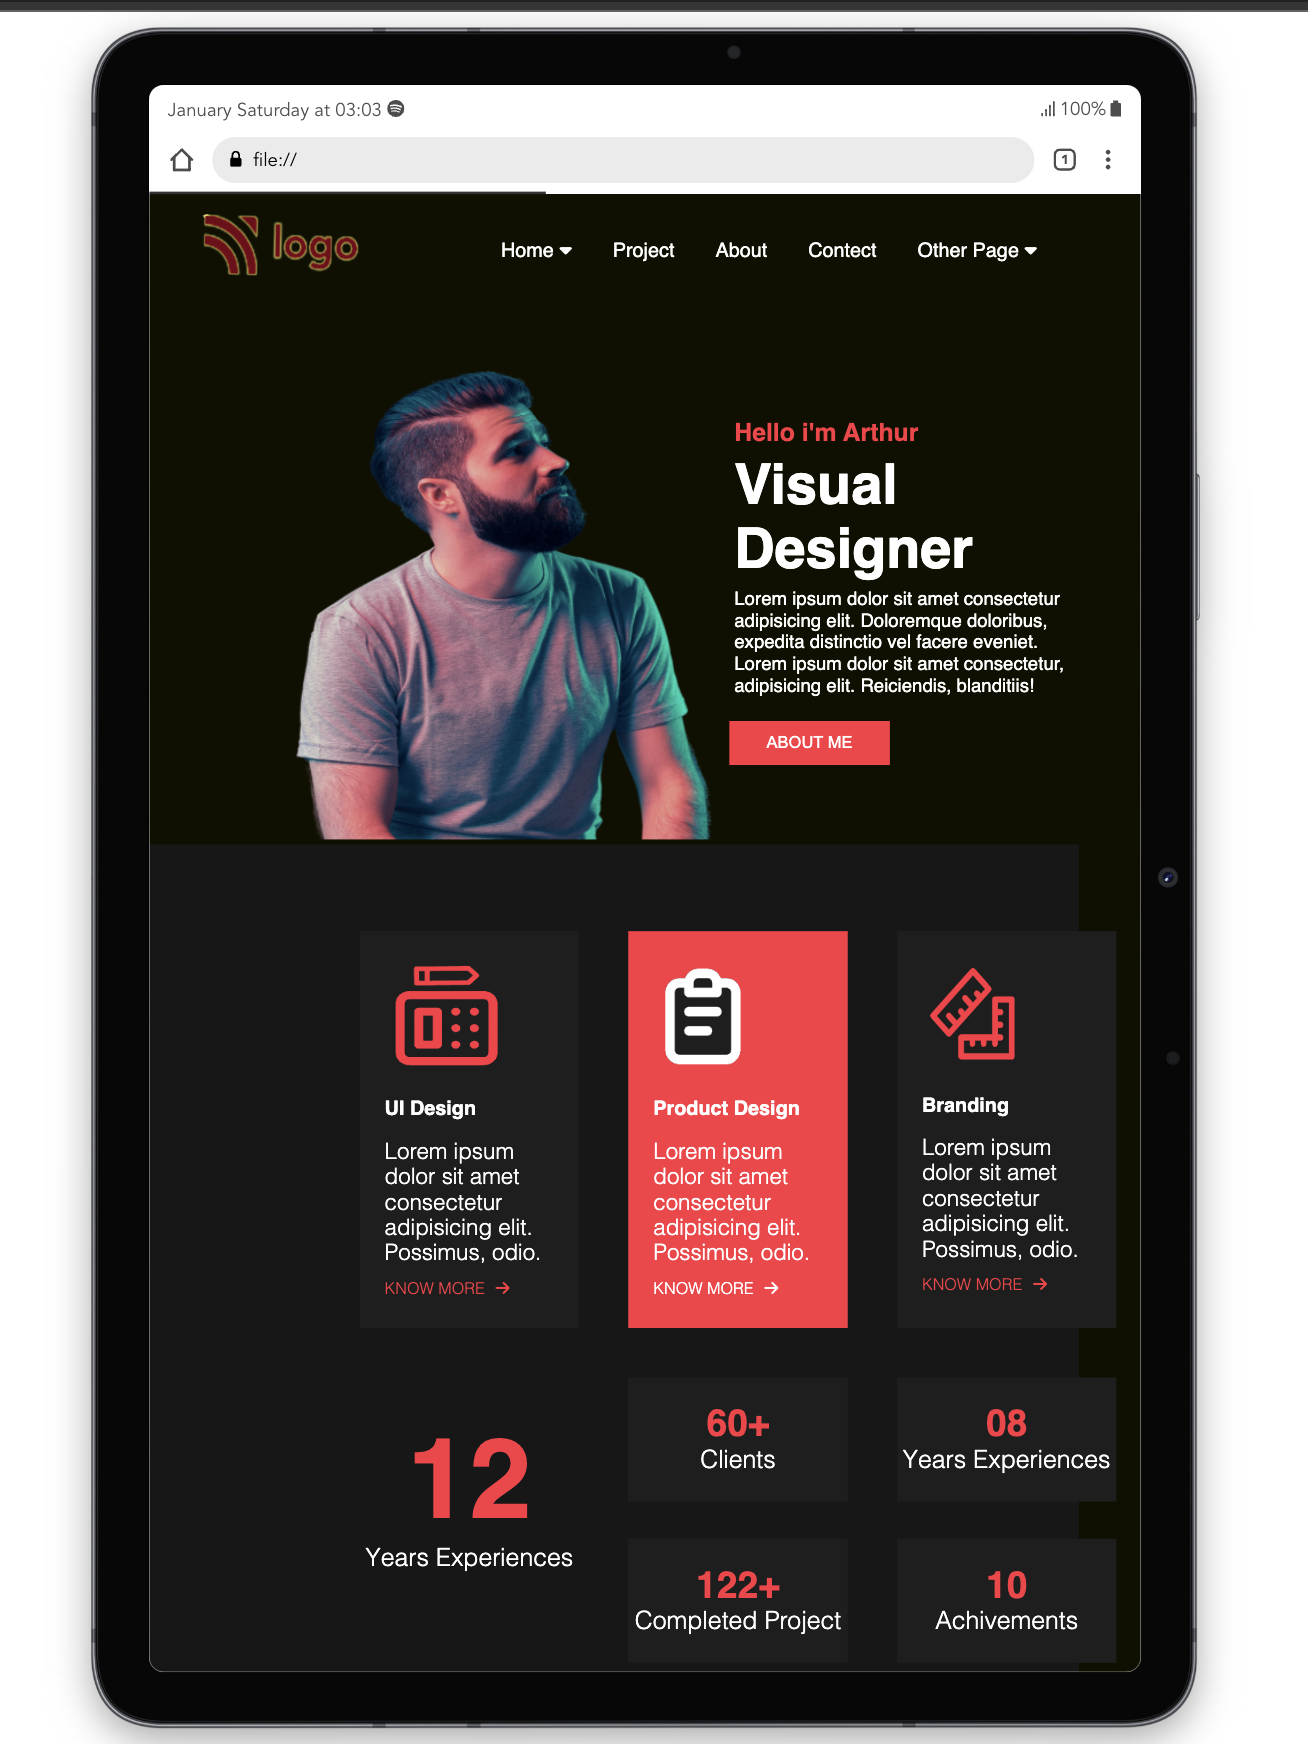 January Saturday at 03:03
100%
file://
1
logo
Home
Project
About
Contect
Other Page
Hello i'm Arthur
Visual
Designer
Lorem ipsum dolor sit amet consectetur
adipisicing elit. Doloremque doloribus,
expedita distinctio vel facere eveniet.
Lorem ipsum dolor sit amet consectetur,
adipisicing elit. Reiciendis, blanditiis!
ABOUT ME
UI Design
Lorem ipsum
dolor sit amet
consectetur
adipisicing elit.
Possimus, odio.
KNOW MORE
Product Design
Lorem ipsum
dolor sit amet
consectetur
adipisicing elit.
Possimus, odio.
KNOW MORE
Branding
Lorem ipsum
dolor sit amet
consectetur
adipisicing elit.
Possimus, odio.
KNOW MORE
12
Years Experiences
60+
Clients
08
Years Experiences
122+
Completed Project
10
Achivements